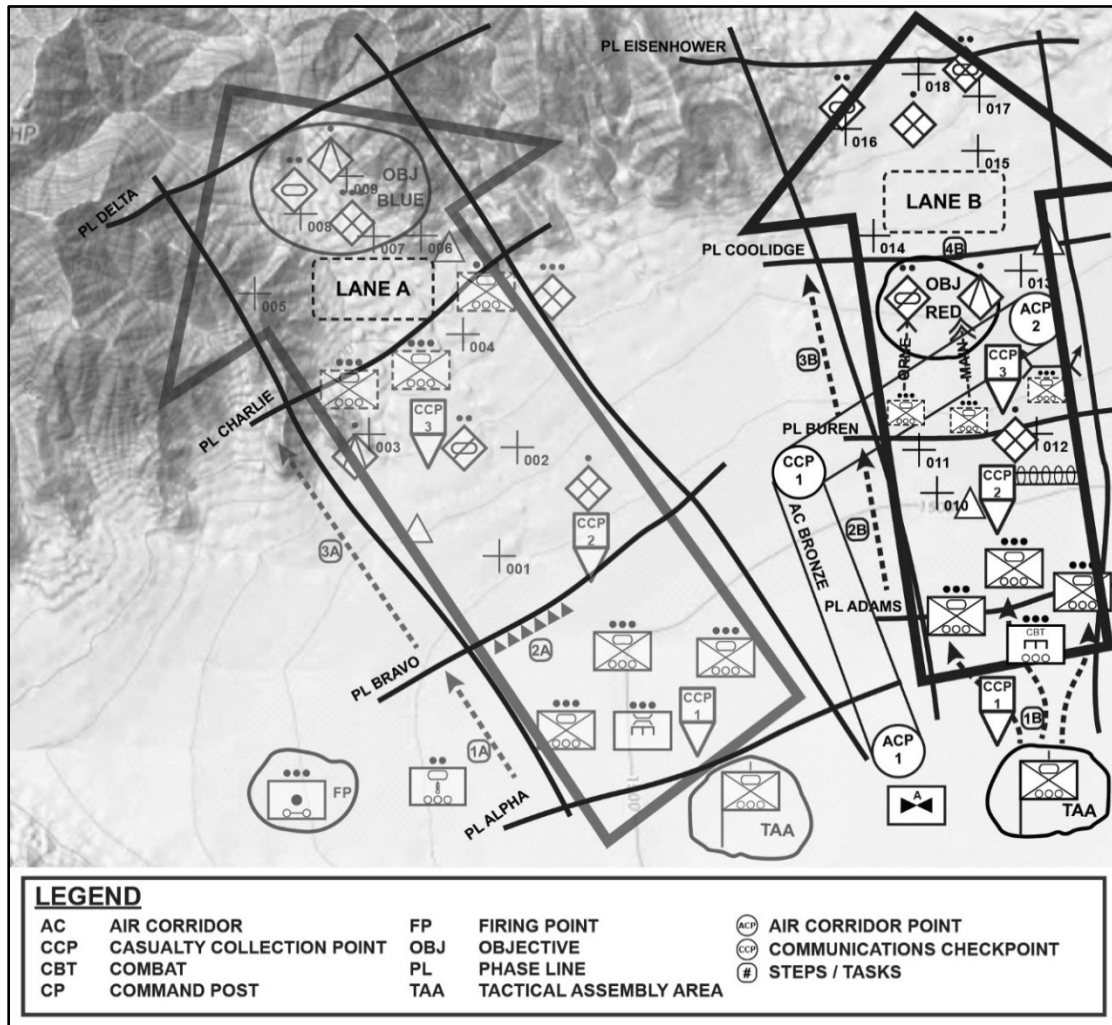 PL EISENHOWER
018
017
016
015
HP
OBJ
BLUE
009
008
007
006
PL DELTA
LANE B
014
PL COOLIDGE
4B
013
LANE A
005
OBJ
RED
ACP
2
004
3B
CCP
3
MAIN
PL CHARLIE
CCP
3
003
002
PL BUREN
012
011
CCP
1
CCP
2
010
CCP
2
AC BRONZE
2B
3A
001
PL ADAMS
CBT
PL BRAVO
2A
CCP
1
CCP
1
1B
1A
ACP
1
FP
PL ALPHA
A
TAA
TAA
LEGEND
AC AIR CORRIDOR
CCP CASUALTY COLLECTION POINT
CBT COMBAT
CP COMMAND POST
FP FIRING POINT
OBJ OBJECTIVE
PL PHASE LINE
TAA TACTICAL ASSEMBLY AREA
ACP AIR CORRIDOR POINT
CCP COMMUNICATIONS CHECKPOINT
# STEPS / TASKS